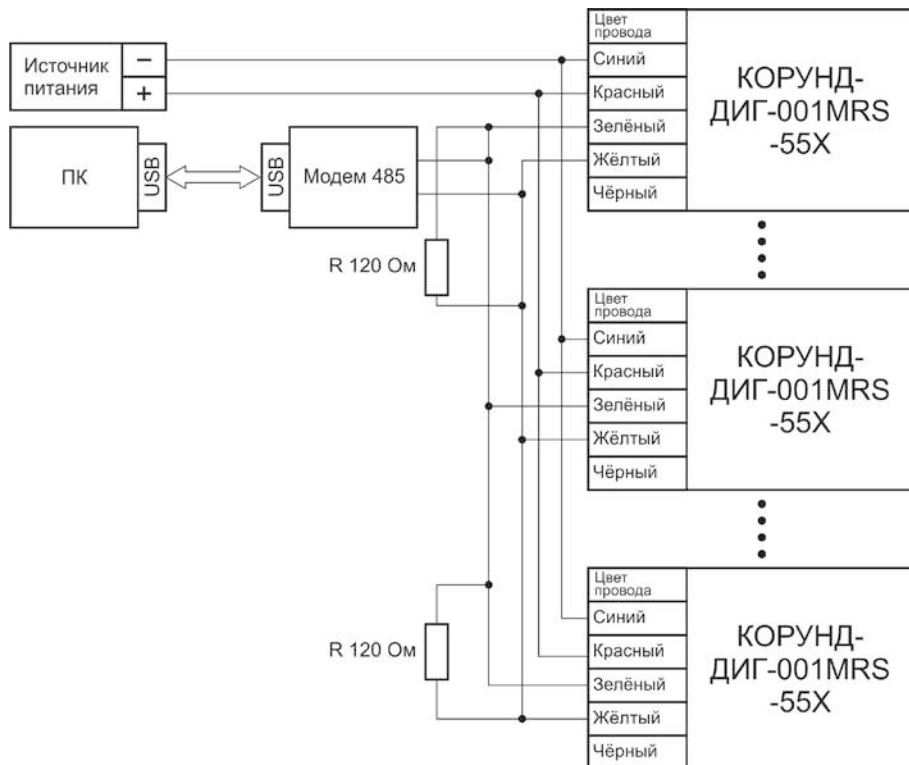 Источник
питания
−
+
ПК
USB
USB
Модем 485
R 120 Ом
R 120 Ом
Цвет
провода
Синий
Красный
Зелёный
Жёлтый
Чёрный
КОРУНД-
ДИГ-001MRS
-55X
Цвет
провода
Синий
Красный
Зелёный
Жёлтый
Чёрный
КОРУНД-
ДИГ-001MRS
-55X
Цвет
провода
Синий
Красный
Зелёный
Жёлтый
Чёрный
КОРУНД-
ДИГ-001MRS
-55X